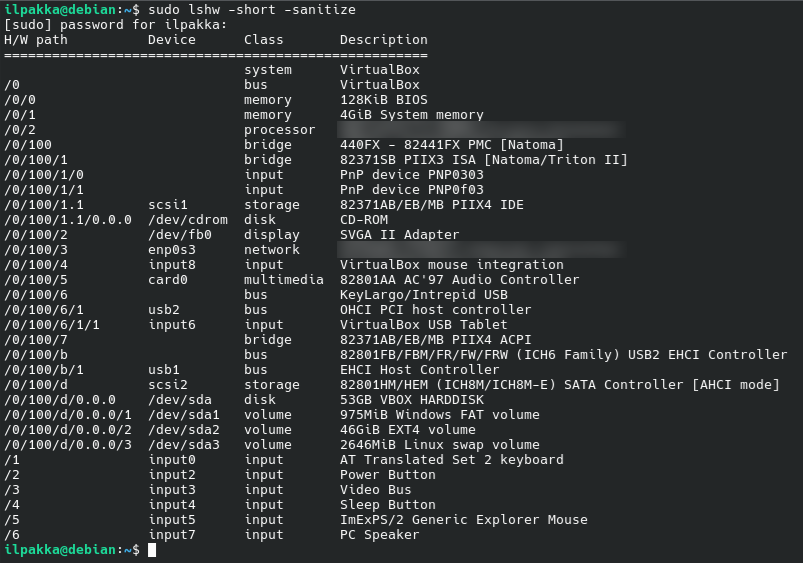 ilpakka@debian:~$ sudo lshw -short -sanitize
[sudo] password for ilpakka:
H/W path          Device      Class       Description
=====================================================
                              system      VirtualBox
/0                            bus         VirtualBox
/0/0                          memory      128KiB BIOS
/0/1                          memory      4GiB System memory
/0/2                          processor
/0/100                        bridge      440FX - 82441FX PMC [Natoma]
/0/100/1                      bridge      82371SB PIIX3 ISA [Natoma/Triton II]
/0/100/1/0                    input       PnP device PNP0303
/0/100/1/1                    input       PnP device PNP0f03
/0/100/1.1        scsi1       storage     82371AB/EB/MB PIIX4 IDE
/0/100/1.1/0.0.0  /dev/cdrom  disk        CD-ROM
/0/100/2          /dev/fb0    display     SVGA II Adapter
/0/100/3          enp0s3      network
/0/100/4          input8      input       VirtualBox mouse integration
/0/100/5          card0       multimedia  82801AA AC'97 Audio Controller
/0/100/6                      bus         KeyLargo/Intrepid USB
/0/100/6/1        usb2        bus         OHCI PCI host controller
/0/100/6/1/1      input6      input       VirtualBox USB Tablet
/0/100/7                      bridge      82371AB/EB/MB PIIX4 ACPI
/0/100/b                      bus         82801FB/FBM/FR/FW/FRW (ICH6 Family) USB2 EHCI Controller
/0/100/b/1        usb1        bus         EHCI Host Controller
/0/100/d          scsi2       storage     82801HM/HEM (ICH8M/ICH8M-E) SATA Controller [AHCI mode]
/0/100/d/0.0.0    /dev/sda    disk        53GB VBOX HARDDISK
/0/100/d/0.0.0/1  /dev/sda1   volume      975MiB Windows FAT volume
/0/100/d/0.0.0/2  /dev/sda2   volume      46GiB EXT4 volume
/0/100/d/0.0.0/3  /dev/sda3   volume      2646MiB Linux swap volume
/1                input0      input       AT Translated Set 2 keyboard
/2                input2      input       Power Button
/3                input3      input       Video Bus
/4                input4      input       Sleep Button
/5                input5      input       ImExPS/2 Generic Explorer Mouse
/6                input7      input       PC Speaker
ilpakka@debian:~$